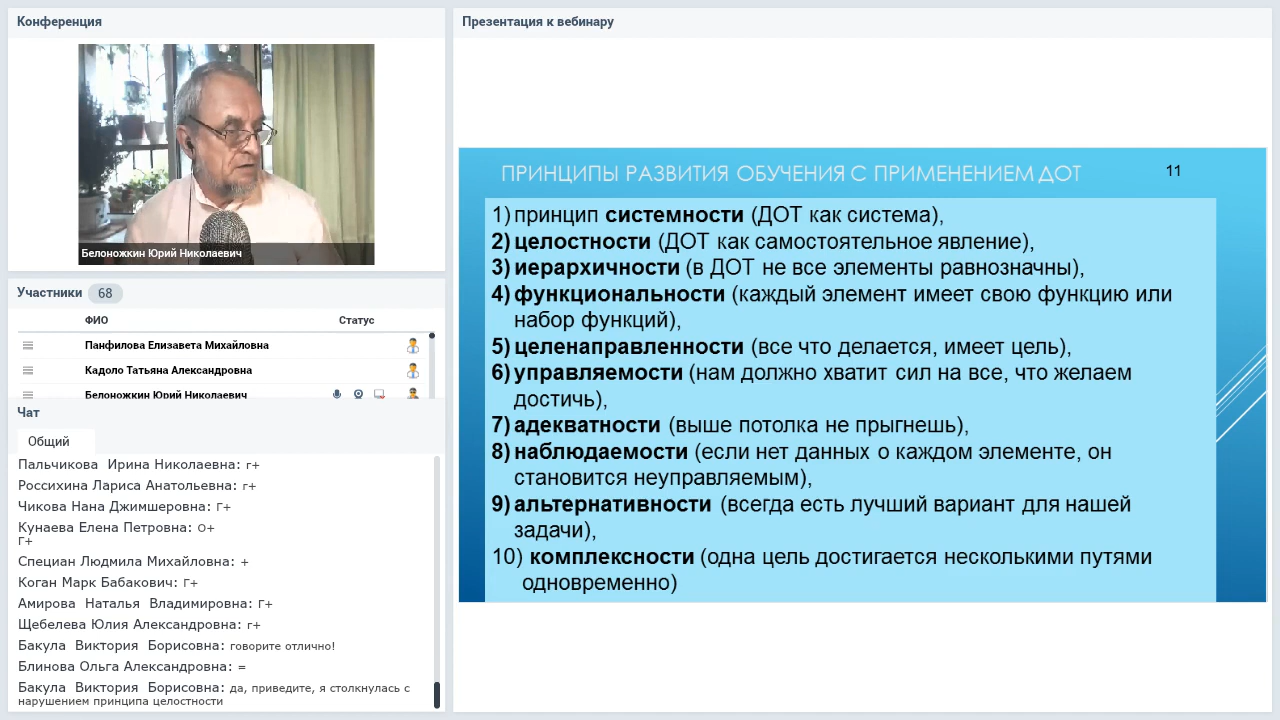 Конференция
Белоножкин Юрий Николаевич
Участники 68
ФИО Статус
Панфилова Елизавета Михайловна
Кадоло Татьяна Александровна
Белоножкин Юрий Николаевич
Чат
Общий
Пальчикова Ирина Николаевна: г+
Россихина Лариса Анатольевна: г+
Чикова Нана Джимшеровна: Г+
Кунаева Елена Петровна: О+
Г+
Специан Людмила Михайловна: +
Коган Марк Бабакович: Г+
Амирова Наталья Владимировна: Г+
Щебелева Юлия Александровна: г+
Бакула Виктория Борисовна: говорите отлично!
Блинова Ольга Александровна: =
Бакула Виктория Борисовна: да, приведите, я столкнулась с
нарушением принципа целостности
Презентация к вебинару
ПРИНЦИПЫ РАЗВИТИЯ ОБУЧЕНИЯ С ПРИМЕНЕНИЕМ ДОТ
11
1) принцип системности (ДОТ как система),
2) целостности (ДОТ как самостоятельное явление),
3) иерархичности (в ДОТ не все элементы равнозначны),
4) функциональности (каждый элемент имеет свою функцию или
набор функций),
5) целенаправленности (все что делается, имеет цель),
6) управляемости (нам должно хватит сил на все, что желаем
достичь),
7) адекватности (выше потолка не прыгнешь),
8) наблюдаемости (если нет данных о каждом элементе, он
становится неуправляемым),
9) альтернативности (всегда есть лучший вариант для нашей
задачи),
10) комплексности (одна цель достигается несколькими путями
одновременно)